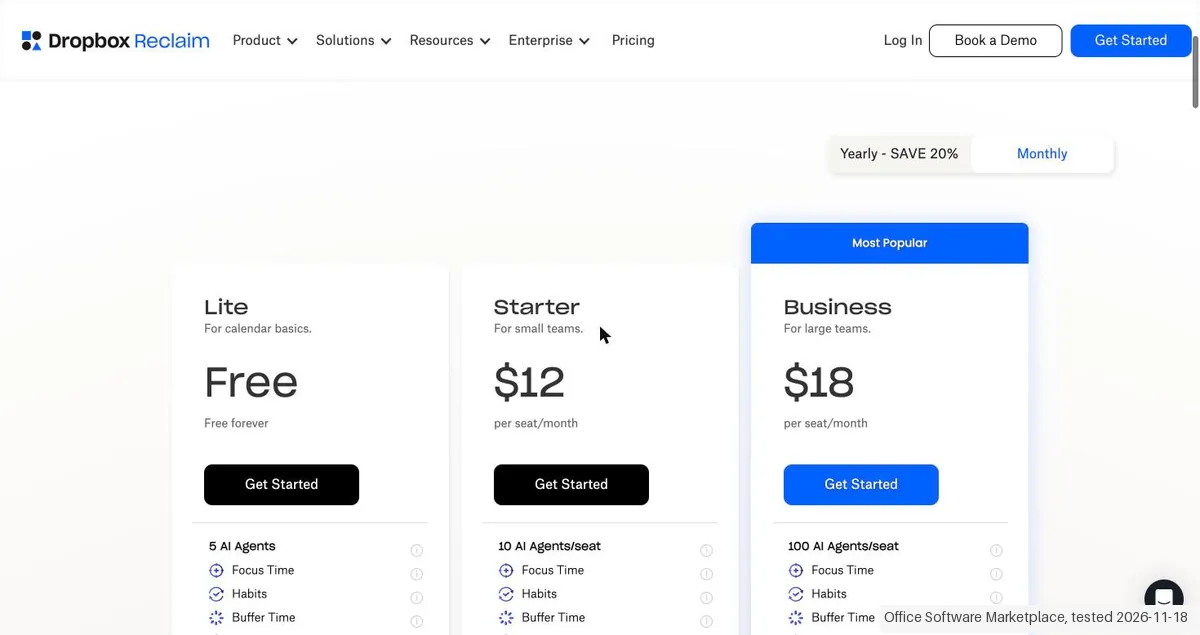 Dropbox Reclaim Product Solutions Resources Enterprise Pricing Log In Book a Demo Get Started
Yearly - SAVE 20% Monthly
Most Popular
Lite
For calendar basics.
Free
Free forever
Get Started
5 AI Agents
Focus Time
Habits
Buffer Time
Starter
For small teams.
$12
per seat/month
Get Started
10 AI Agents/seat
Focus Time
Habits
Buffer Time
Business
For large teams.
$18
per seat/month
Get Started
100 AI Agents/seat
Focus Time
Habits
Buffer Time
Office Software Marketplace, tested 2026-11-18